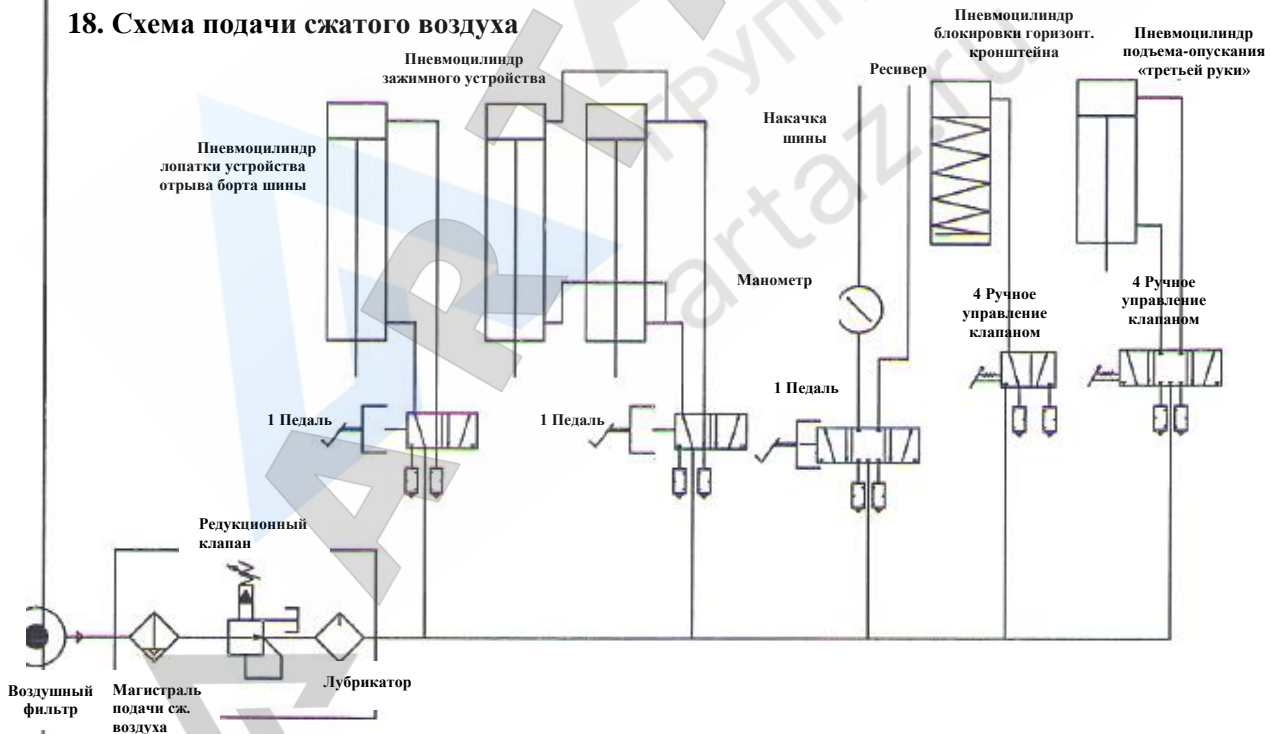 18. Схема подачи сжатого воздуха
Пневмоцилиндр
зажимного устройства
Пневмоцилиндр
лопатки устройства
отрыва борта шины
Накачка
шины
Ресивер
Пневмоцилиндр
блокировки горизонт.
кронштейна
Пневмоцилиндр
подъема-опускания
«третьей руки»
Манометр
4 Ручное
управление
клапаном
4 Ручное
управление
клапаном
1 Педаль
1 Педаль
1 Педаль
Редукционный
клапан
Лубрикатор
Воздушный
фильтр
Магистраль
подачи сж.
воздуха
artaz.ru